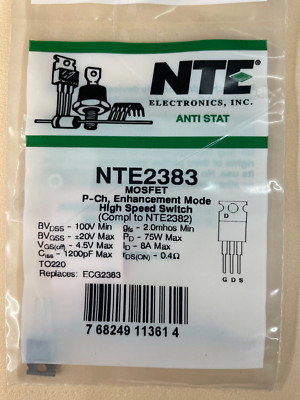 NTE
ELECTRONICS, INC.
ANTI STAT
NTE2383
MOSFET
P-Ch, Enhancement Mode
High Speed Switch
(Compl to NTE2382)
BVDSS - 100V Min gfs - 2.0mhos Min
BVGSS - ±20V Max PD - 75W Max
VGS(off) - 4.5V Max ID - 8A Max
Ciss - 1200pF Max rDS(ON) - 0.4Ω
TO220
Replaces: ECG2383
D
G D S
7 68249 11361 4